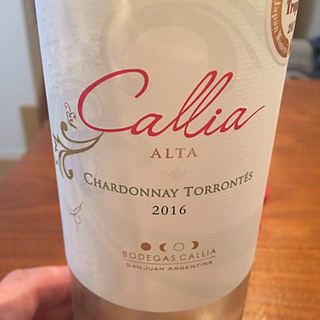 Callia
ALTA
CHARDONNAY TORRONTÉS
2016
BODEGAS CALLIA
SAN JUAN ARGENTINA